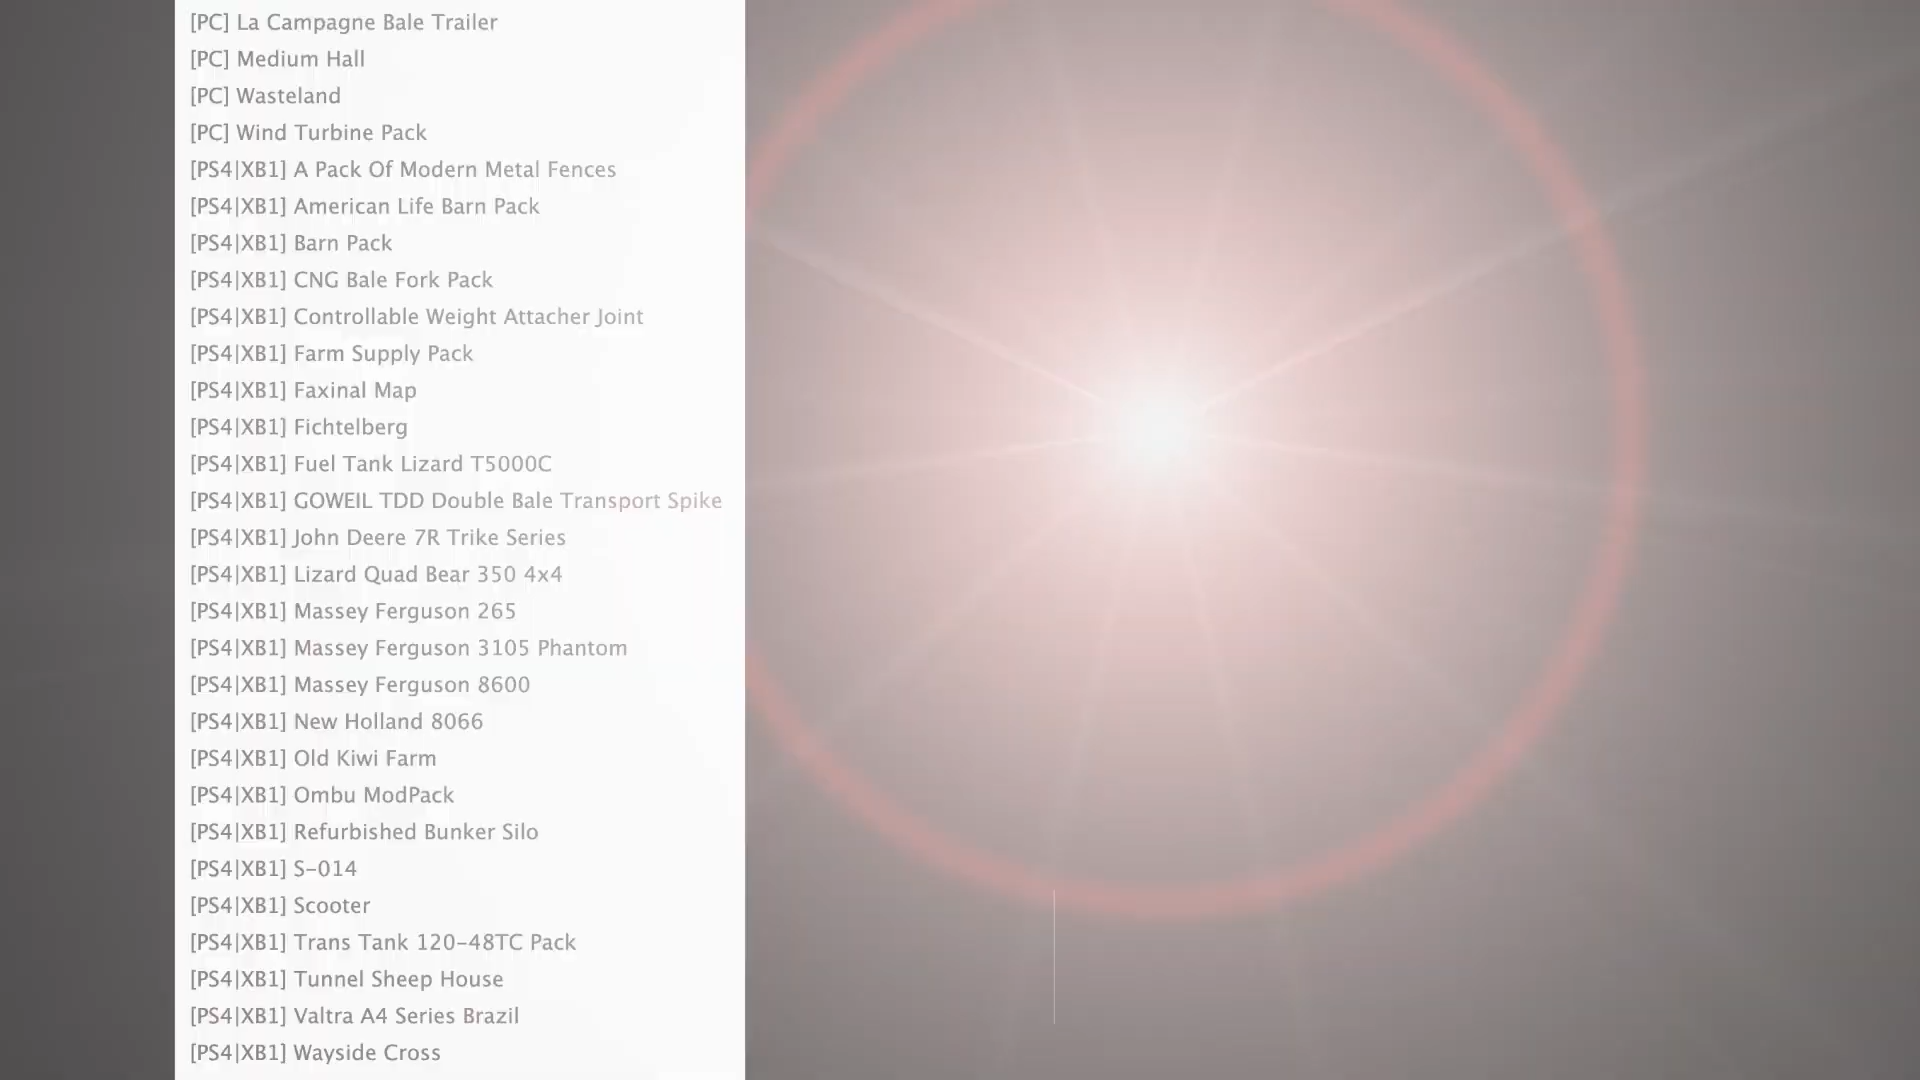 [PC] La Campagne Bale Trailer
[PC] Medium Hall
[PC] Wasteland
[PC] Wind Turbine Pack
[PS4|XB1] A Pack Of Modern Metal Fences
[PS4|XB1] American Life Barn Pack
[PS4|XB1] Barn Pack
[PS4|XB1] CNG Bale Fork Pack
[PS4|XB1] Controllable Weight Attacher Joint
[PS4|XB1] Farm Supply Pack
[PS4|XB1] Faxinal Map
[PS4|XB1] Fichtelberg
[PS4|XB1] Fuel Tank Lizard T5000C
[PS4|XB1] GOWEIL TDD Double Bale Transport Spike
[PS4|XB1] John Deere 7R Trike Series
[PS4|XB1] Lizard Quad Bear 350 4x4
[PS4|XB1] Massey Ferguson 265
[PS4|XB1] Massey Ferguson 3105 Phantom
[PS4|XB1] Massey Ferguson 8600
[PS4|XB1] New Holland 8066
[PS4|XB1] Old Kiwi Farm
[PS4|XB1] Ombu ModPack
[PS4|XB1] Refurbished Bunker Silo
[PS4|XB1] S-014
[PS4|XB1] Scooter
[PS4|XB1] Trans Tank 120-48TC Pack
[PS4|XB1] Tunnel Sheep House
[PS4|XB1] Valtra A4 Series Brazil
[PS4|XB1] Wayside Cross